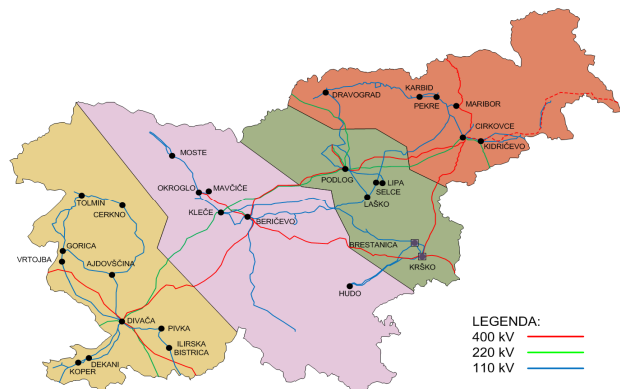 DRAVOGRAD
KARBID
PEKRE
MARIBOR
CIRKOVCE
KIDRIČEVO
MOSTE
PODLOG
LIPA
SELCE
LAŠKO
OKROGLO
MAVČIČE
KLEČE
BERIČEVO
TOLMIN
CERKNO
BRESTANICA
KRŠKO
GORICA
VRTOJBA
AJDOVŠČINA
HUDO
DIVAČA
PIVKA
ILIRSKA
BISTRICA
DEKANI
KOPER
LEGENDA:
400 kV
220 kV
110 kV